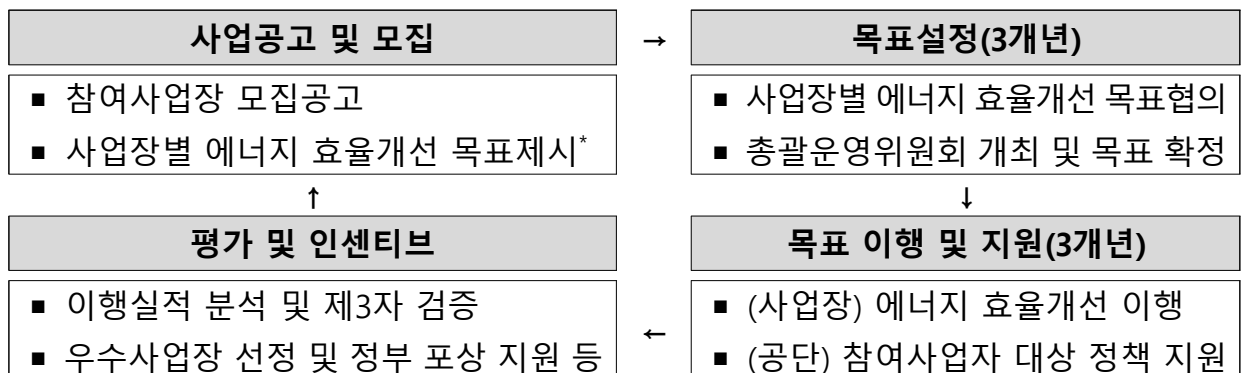 사업공고 및 모집 → 목표설정(3개년)
■ 참여사업장 모집공고
■ 사업장별 에너지 효율개선 목표제시*
■ 사업장별 에너지 효율개선 목표협의
■ 총괄운영위원회 개최 및 목표 확정
↑ ↓
평가 및 인센티브 ← 목표 이행 및 지원(3개년)
■ 이행실적 분석 및 제3자 검증
■ 우수사업장 선정 및 정부 포상 지원 등
■ (사업장) 에너지 효율개선 이행
■ (공단) 참여사업자 대상 정책 지원